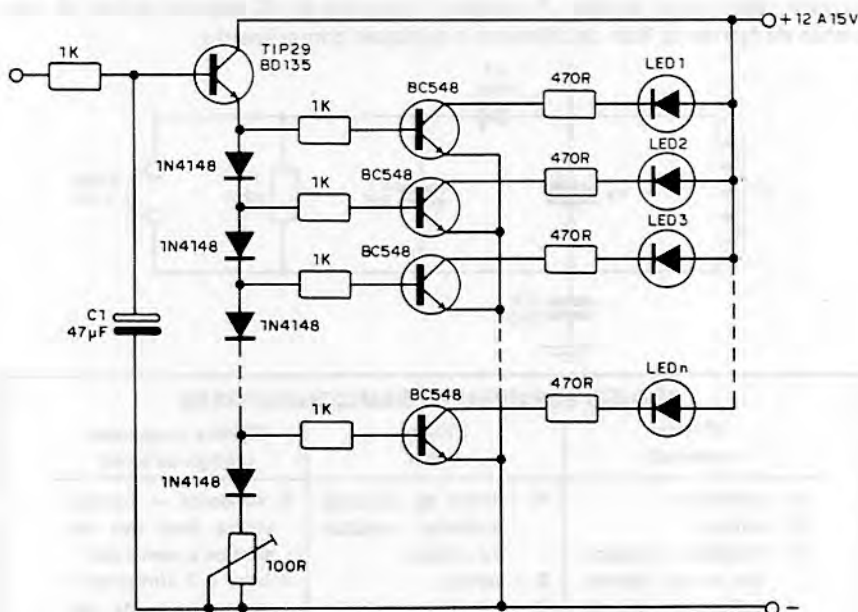 + 12 A 15V
1K
TIP29
BD135
1K
BC548
470R
LED1
1N4148
1K
BC548
470R
LED2
1N4148
1K
BC548
470R
LED3
C1
47µF
1N4148
1K
BC548
470R
LEDn
1N4148
100R
−